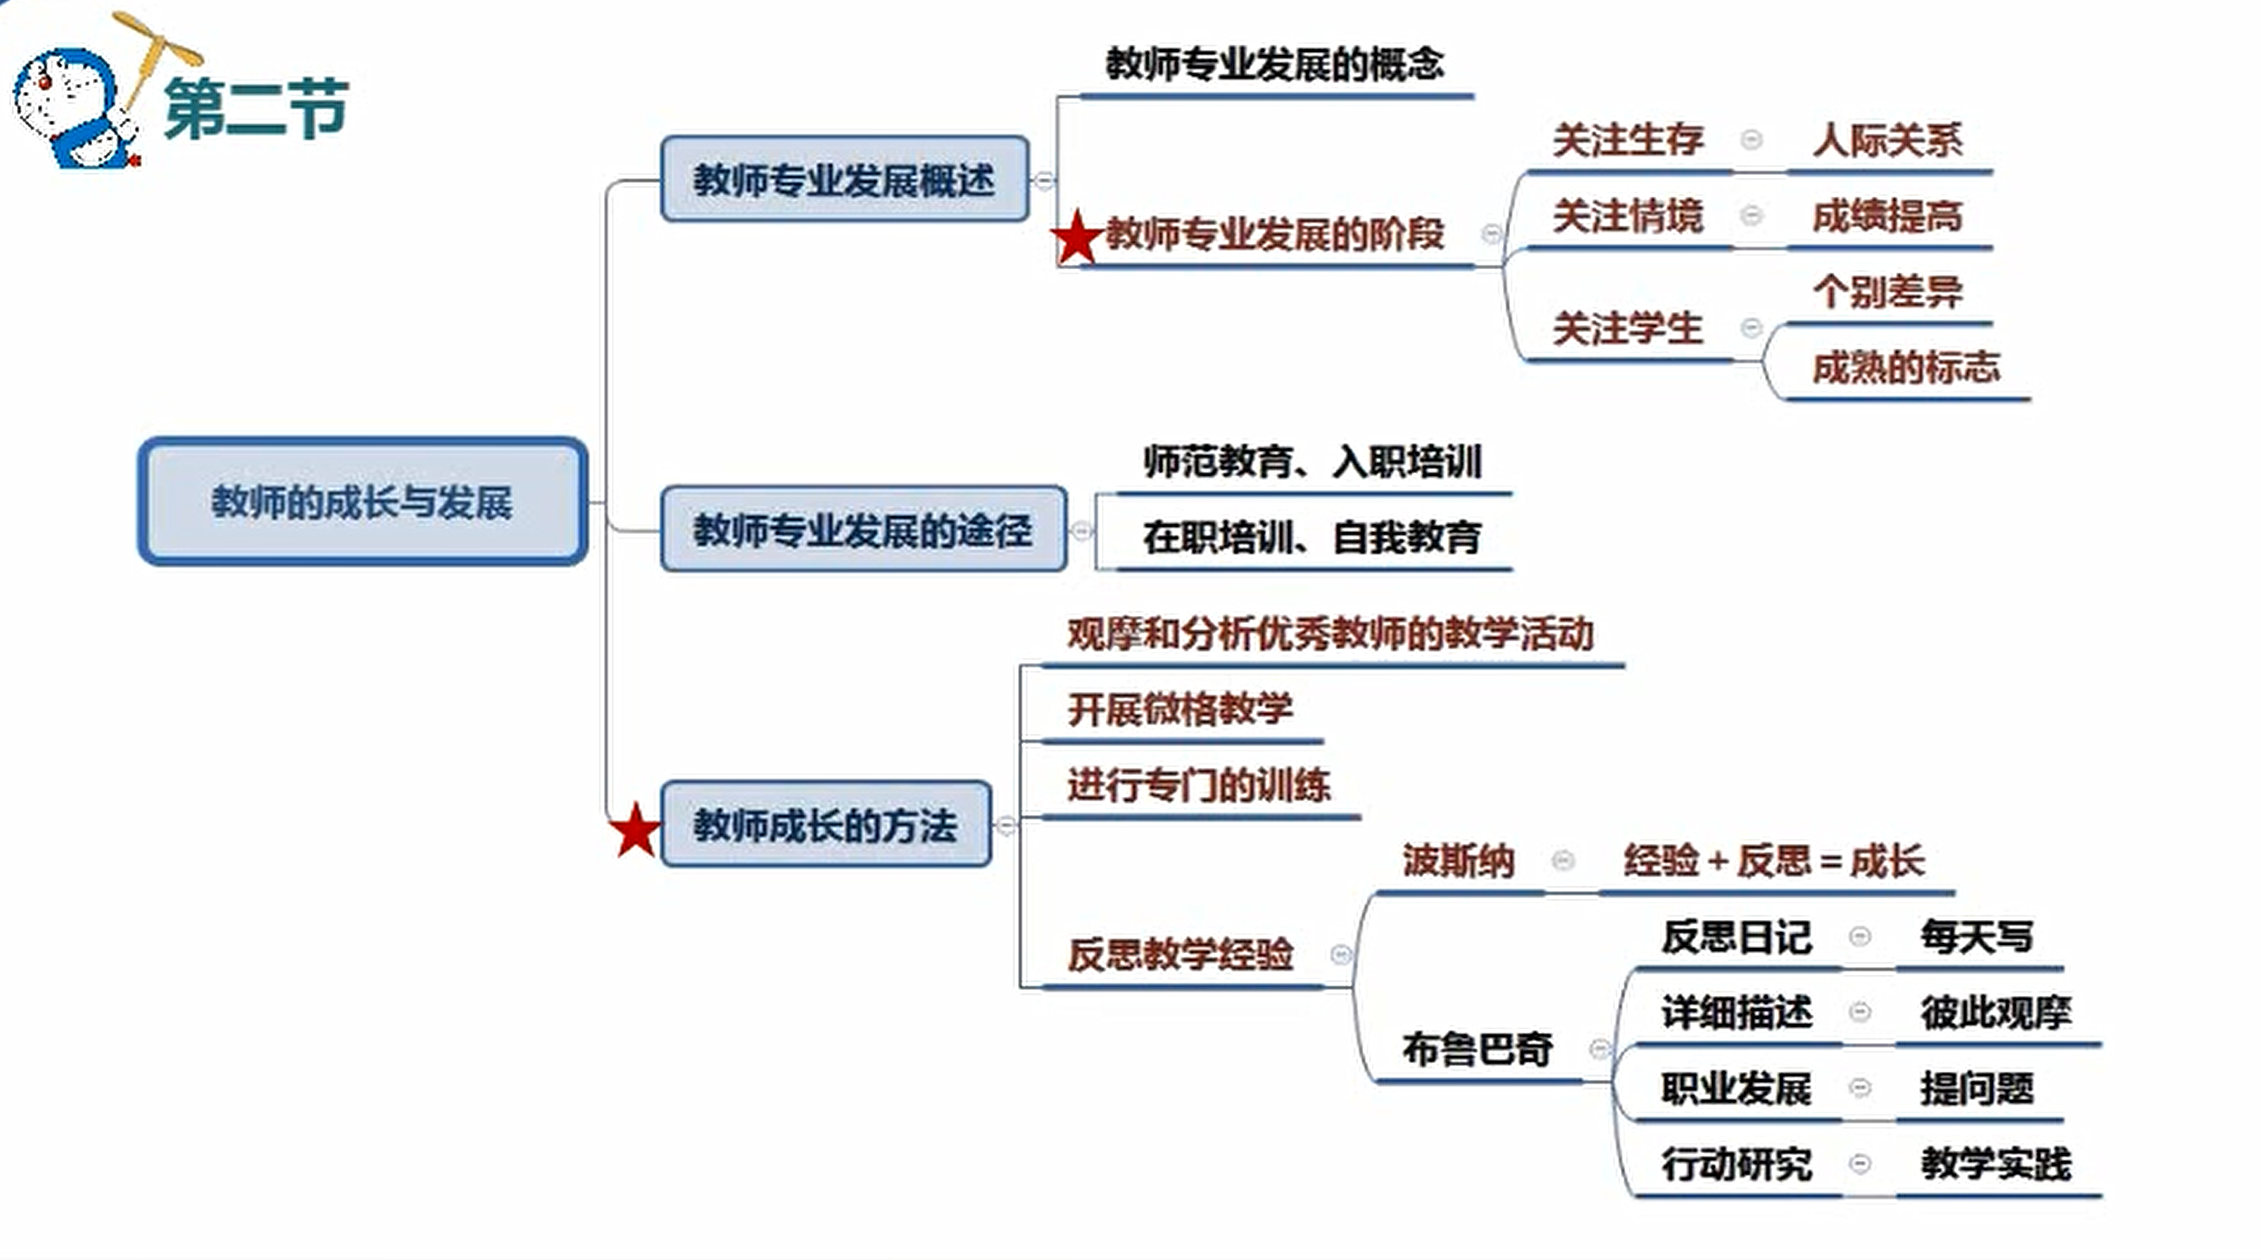 第二节
教师的成长与发展
教师专业发展概述
教师专业发展的概念
教师专业发展的阶段
关注生存
人际关系
关注情境
成绩提高
关注学生
个别差异
成熟的标志
教师专业发展的途径
师范教育、入职培训
在职培训、自我教育
教师成长的方法
观摩和分析优秀教师的教学活动
开展微格教学
进行专门的训练
反思教学经验
波斯纳
经验+反思=成长
布鲁巴奇
反思日记
每天写
详细描述
彼此观摩
职业发展
提问题
行动研究
教学实践